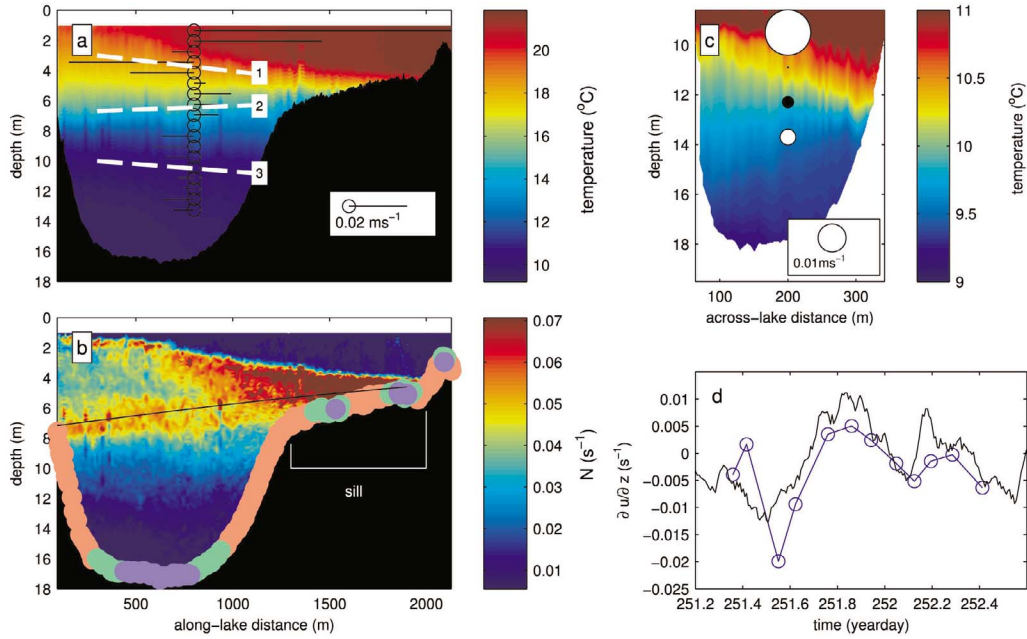 a
0
2
4
6
8
10
12
14
16
18
depth (m)
1
2
3
0.02 ms⁻¹
20
18
16
14
12
10
temperature (°C)
c
10
12
14
16
18
depth (m)
0.01ms⁻¹
100 200 300
across−lake distance (m)
11
10.5
10
9.5
9
temperature (°C)
b
0
2
4
6
8
10
12
14
16
18
depth (m)
sill
500 1000 1500 2000
along−lake distance (m)
0.07
0.06
0.05
0.04
0.03
0.02
0.01
N (s⁻¹)
d
0.01
0.005
0
−0.005
−0.01
−0.015
−0.02
−0.025
∂ u/∂ z (s⁻¹)
251.2 251.4 251.6 251.8 252 252.2 252.4
time (yearday)